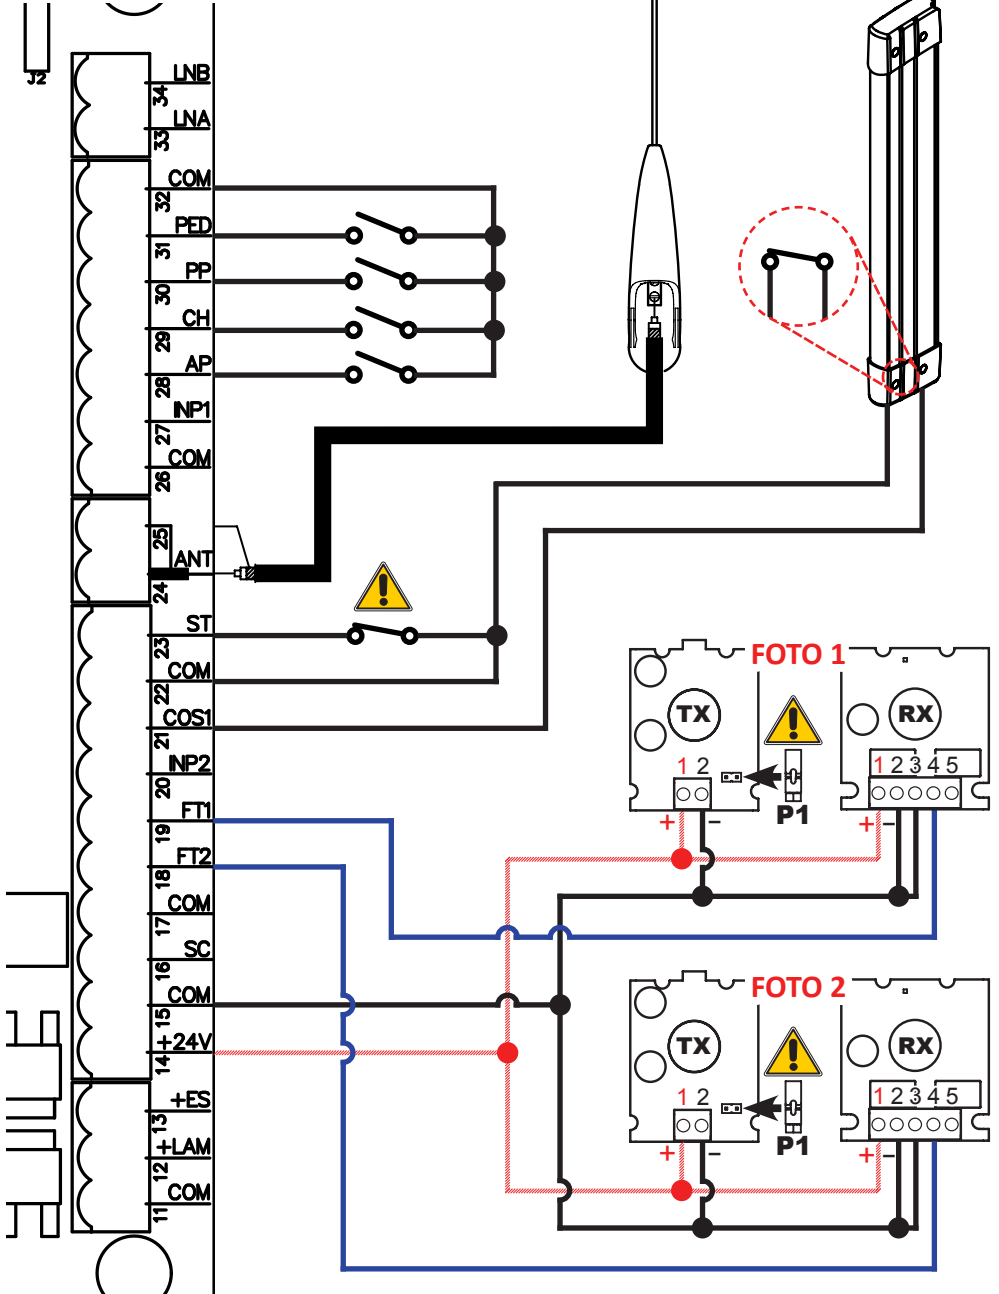 J2
LNB
34
LNA
33
COM
32
PED
31
PP
30
CH
29
AP
28
INP1
27
COM
26
25
ANT
24
ST
23
COM
22
COS1
21
INP2
20
FT1
19
FT2
18
COM
17
SC
16
COM
15
+24V
14
+ES
13
+LAM
12
COM
11
FOTO 1
TX
RX
1 2
1 2 3 4 5
P1
+ −
+ −
FOTO 2
TX
RX
1 2
1 2 3 4 5
P1
+ −
+ −